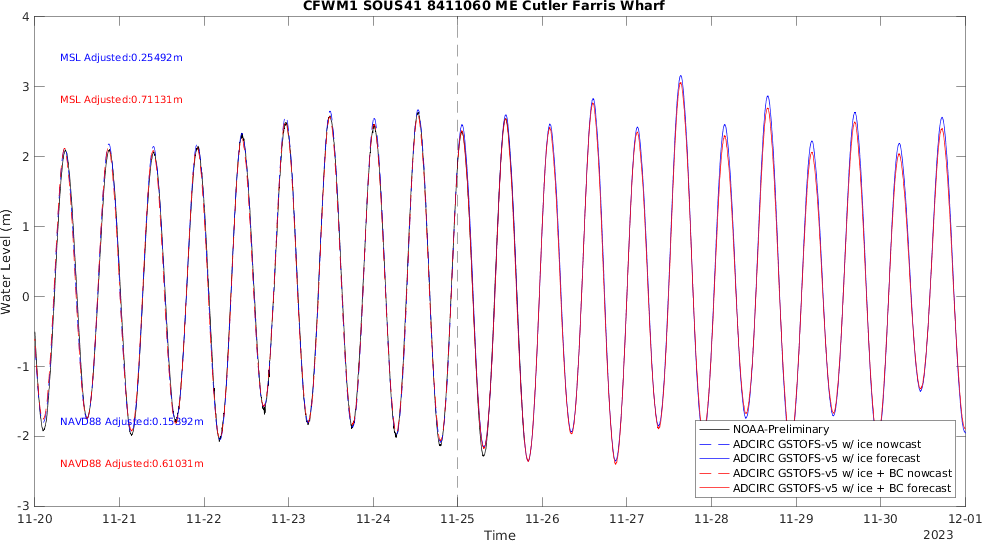 CFWM1 SOUS41 8411060 ME Cutler Farris Wharf
4
3
2
1
0
-1
-2
-3
Water Level (m)
MSL Adjusted:0.25492m
MSL Adjusted:0.71131m
NAVD88 Adjusted:0.15392m
NAVD88 Adjusted:0.61031m
NOAA-Preliminary
ADCIRC GSTOFS-v5 w/ ice nowcast
ADCIRC GSTOFS-v5 w/ ice forecast
ADCIRC GSTOFS-v5 w/ ice + BC nowcast
ADCIRC GSTOFS-v5 w/ ice + BC forecast
11-20 11-21 11-22 11-23 11-24 11-25 11-26 11-27 11-28 11-29 11-30 12-01
Time
2023